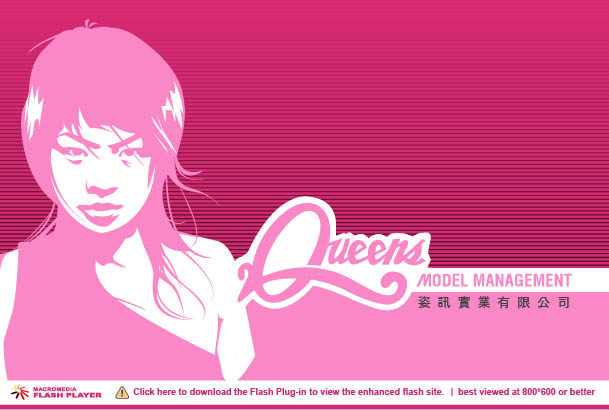 Queens
MODEL MANAGEMENT
姿訊實業有限公司
MACROMEDIA
FLASH PLAYER
Click here to download the Flash Plug-in to view the enhanced flash site. | best viewed at 800*600 or better